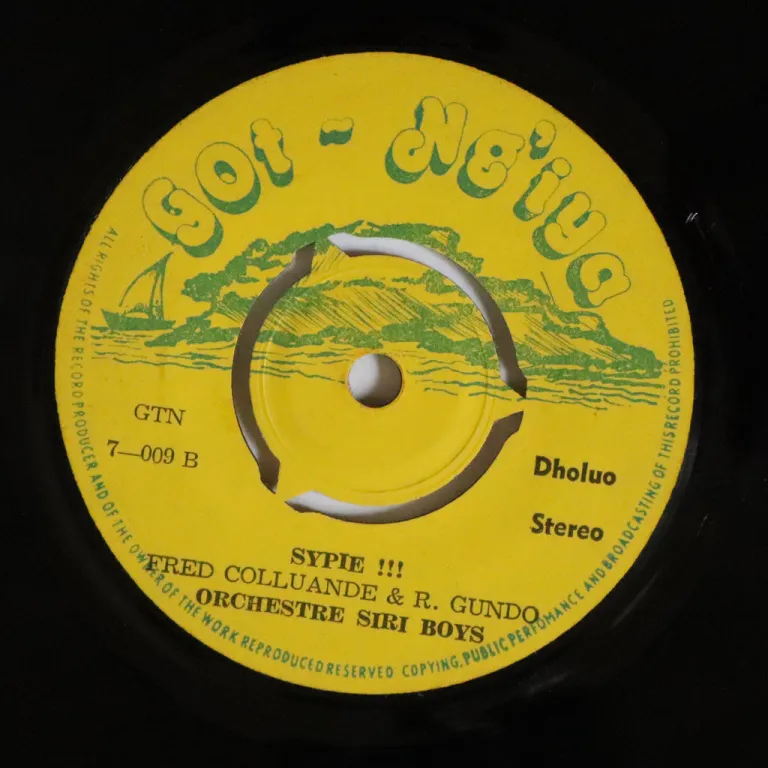 Got - Ng'iya
GTN
7—009 B
Dholuo
Stereo
SYPIE !!!
FRED COLLUANDE & R. GUNDO
ORCHESTRE SIRI BOYS
ALL RIGHTS OF THE RECORD PRODUCER AND OF THE OWNER OF THE WORK REPRODUCED RESERVED COPYING, PUBLIC PERFOMANCE AND BROADCASTING OF THIS RECORD PROHIBITED